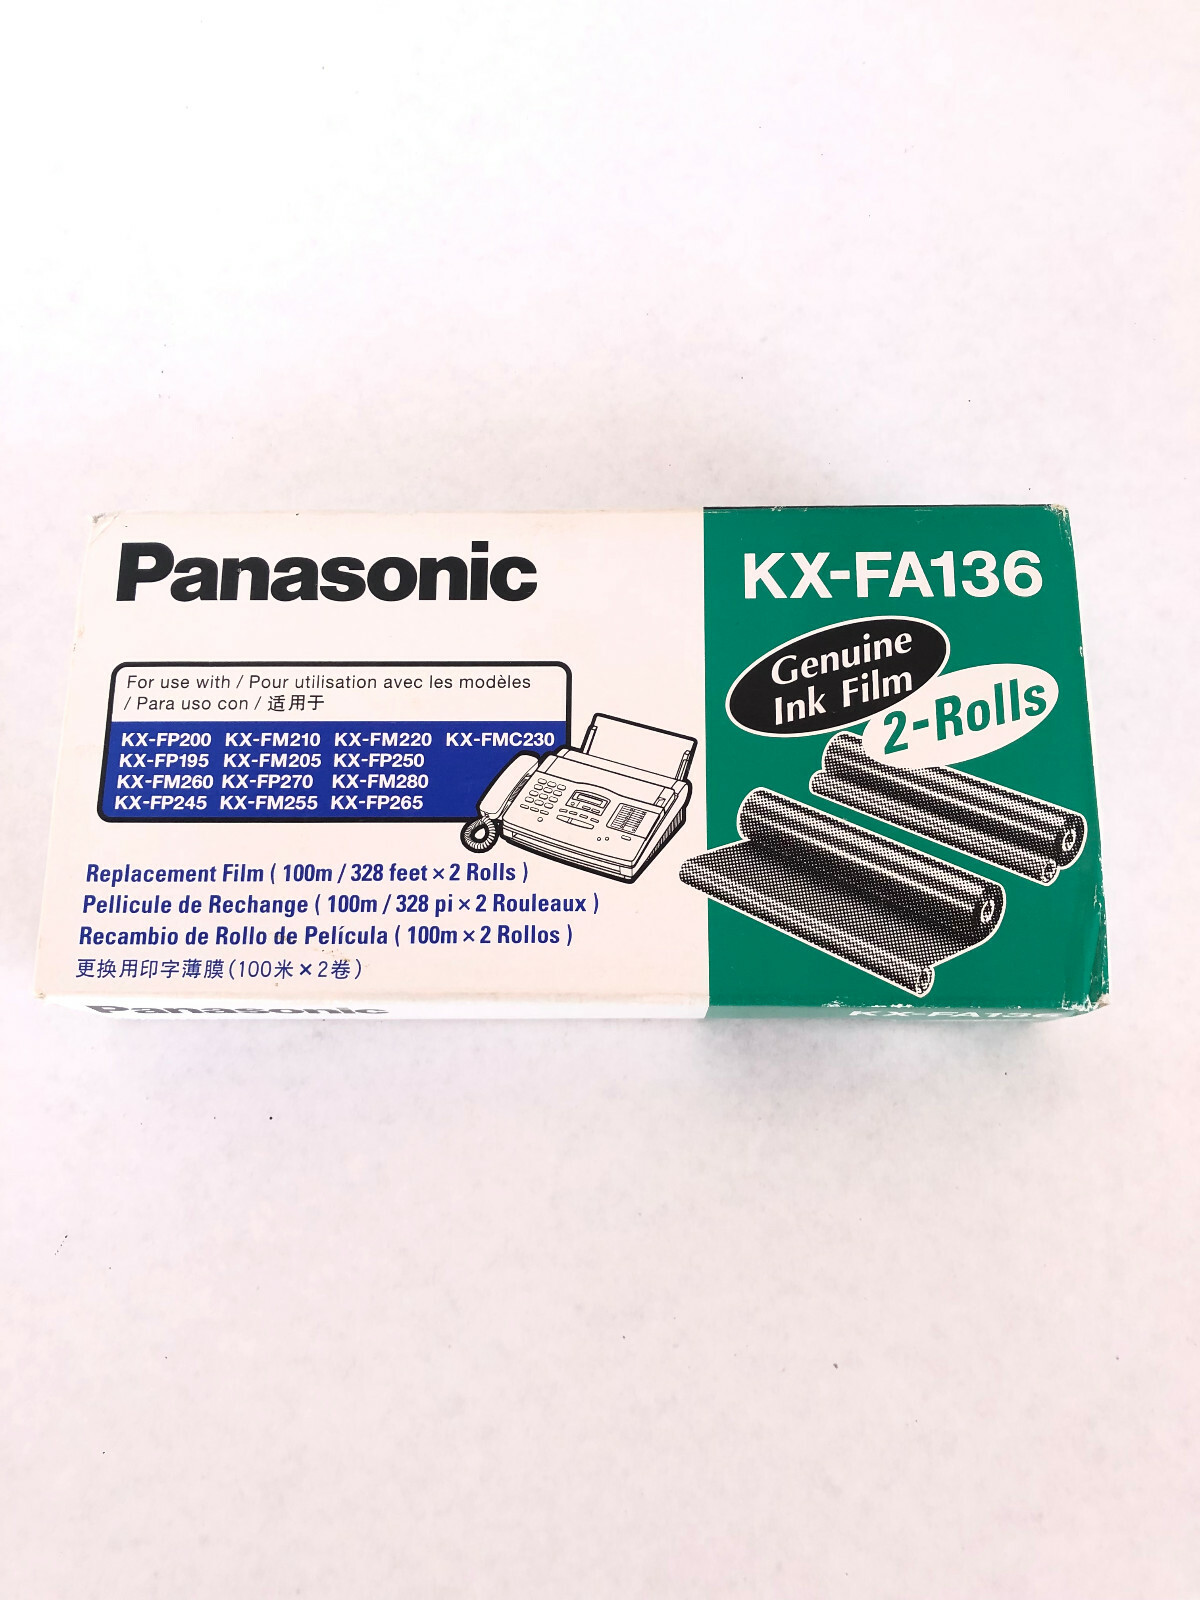 Panasonic
For use with / Pour utilisation avec les modèles
/ Para uso con / 适用于
KX-FP200 KX-FM210 KX-FM220 KX-FMC230
KX-FP195 KX-FM205 KX-FP250
KX-FM260 KX-FP270 KX-FM280
KX-FP245 KX-FM255 KX-FP265
Replacement Film ( 100m / 328 feet × 2 Rolls )
Pellicule de Rechange ( 100m / 328 pi × 2 Rouleaux )
Recambio de Rollo de Película ( 100m × 2 Rollos )
更换用印字薄膜(100米×2卷)
KX-FA136
Genuine
Ink Film
2-Rolls
Panasonic
KX-FA136